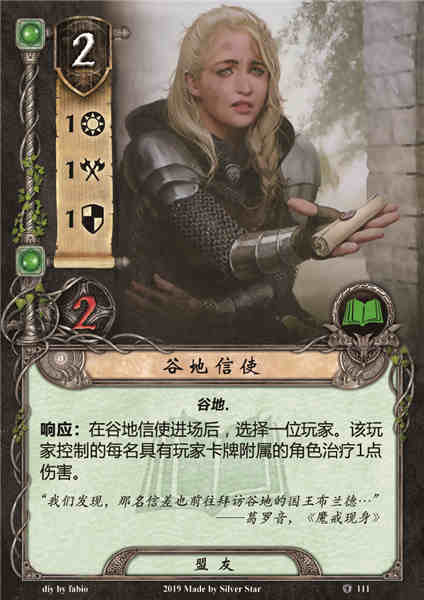 2
1
1
1
2
谷地信使
谷地.
响应：在谷地信使进场后，选择一位玩家。该玩
家控制的每名具有玩家卡牌附属的角色治疗1点
伤害。
“我们发现，那名信差也前往拜访谷地的国王布兰德…”
——葛罗音，《魔戒现身》
盟友
diy by fabio
2019 Made by Silver Star
111